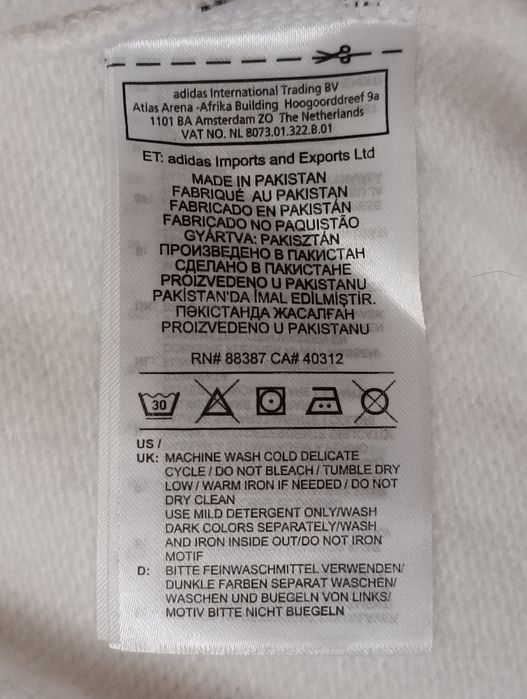 adidas International Trading BV
Atlas Arena -Afrika Building Hoogoorddreef 9a
1101 BA Amsterdam ZO The Netherlands
VAT NO. NL 8073.01.322.B.01
ET: adidas Imports and Exports Ltd
MADE IN PAKISTAN
FABRIQUÉ AU PAKISTAN
FABRICADO EN PAKISTÁN
FABRICADO NO PAQUISTÃO
GYÁRTVA: PAKISZTÁN
ПРОИЗВЕДЕНО В ПАКИСТАН
СДЕЛАНО В ПАКИСТАНЕ
PROIZVEDENO U PAKISTANU
PAKİSTAN'DA İMAL EDİLMİŞTİR.
ПӘКІСТАНДА ЖАСАЛҒАН
PROIZVEDENO U PAKISTANU
RN# 88387 CA# 40312
30
US /
UK: MACHINE WASH COLD DELICATE
CYCLE / DO NOT BLEACH / TUMBLE DRY
LOW / WARM IRON IF NEEDED / DO NOT
DRY CLEAN
USE MILD DETERGENT ONLY/WASH
DARK COLORS SEPARATELY/WASH
AND IRON INSIDE OUT/DO NOT IRON
MOTIF
D: BITTE FEINWASCHMITTEL VERWENDEN/
DUNKLE FARBEN SEPARAT WASCHEN/
WASCHEN UND BUEGELN VON LINKS/
MOTIV BITTE NICHT BUEGELN